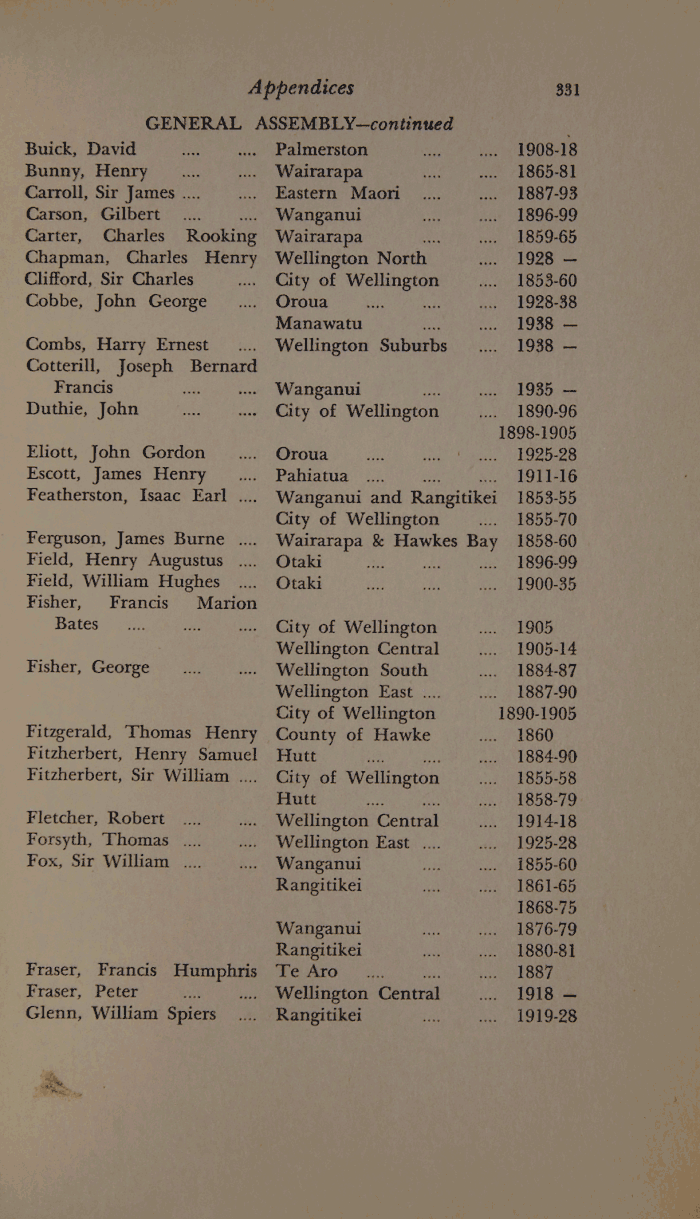 Appendices 331
GENERAL ASSEMBLY—continued
Buick, David .... .... Palmerston .... .... 1908-18
Bunny, Henry .... .... Wairarapa .... .... 1865-81
Carroll, Sir James .... .... Eastern Maori .... .... 1887-93
Carson, Gilbert .... .... Wanganui .... .... 1896-99
Carter, Charles Rooking Wairarapa .... .... 1859-65
Chapman, Charles Henry Wellington North .... 1928 —
Clifford, Sir Charles .... City of Wellington .... 1853-60
Cobbe, John George .... Oroua .... .... .... 1928-38
Manawatu .... .... 1938 —
Combs, Harry Ernest .... Wellington Suburbs .... 1938 —
Cotterill, Joseph Bernard
Francis .... .... Wanganui .... .... 1935 —
Duthie, John .... .... City of Wellington .... 1890-96
1898-1905
Eliott, John Gordon .... Oroua .... .... .... 1925-28
Escott, James Henry .... Pahiatua .... .... .... 1911-16
Featherston, Isaac Earl .... Wanganui and Rangitikei 1853-55
City of Wellington .... 1855-70
Ferguson, James Burne .... Wairarapa & Hawkes Bay 1858-60
Field, Henry Augustus .... Otaki .... .... .... 1896-99
Field, William Hughes .... Otaki .... .... .... 1900-35
Fisher, Francis Marion
Bates .... .... .... City of Wellington .... 1905
Wellington Central .... 1905-14
Fisher, George .... .... Wellington South .... 1884-87
Wellington East .... .... 1887-90
City of Wellington 1890-1905
Fitzgerald, Thomas Henry County of Hawke .... 1860
Fitzherbert, Henry Samuel Hutt .... .... .... 1884-90
Fitzherbert, Sir William .... City of Wellington .... 1855-58
Hutt .... .... .... 1858-79
Fletcher, Robert .... .... Wellington Central .... 1914-18
Forsyth, Thomas .... .... Wellington East .... .... 1925-28
Fox, Sir William .... .... Wanganui .... .... 1855-60
Rangitikei .... .... 1861-65
1868-75
Wanganui .... .... 1876-79
Rangitikei .... .... 1880-81
Fraser, Francis Humphris Te Aro .... .... .... 1887
Fraser, Peter .... .... Wellington Central .... 1918 —
Glenn, William Spiers .... Rangitikei .... .... 1919-28